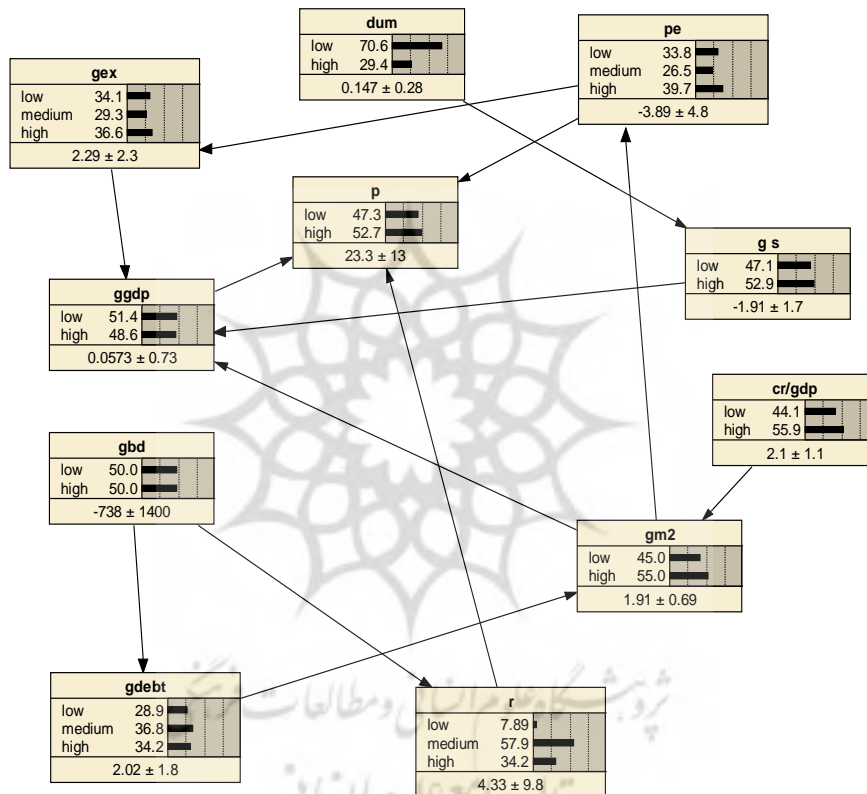 dum
low 70.6
high 29.4
0.147 ± 0.28
pe
low 33.8
medium 26.5
high 39.7
-3.89 ± 4.8
gex
low 34.1
medium 29.3
high 36.6
2.29 ± 2.3
p
low 47.3
high 52.7
23.3 ± 13
g s
low 47.1
high 52.9
-1.91 ± 1.7
ggdp
low 51.4
high 48.6
0.0573 ± 0.73
cr/gdp
low 44.1
high 55.9
2.1 ± 1.1
gbd
low 50.0
high 50.0
-738 ± 1400
gm2
low 45.0
high 55.0
1.91 ± 0.69
gdebt
low 28.9
medium 36.8
high 34.2
2.02 ± 1.8
r
low 7.89
medium 57.9
high 34.2
4.33 ± 9.8
پژوهشگاه علوم انسانی و مطالعات فرهنگی